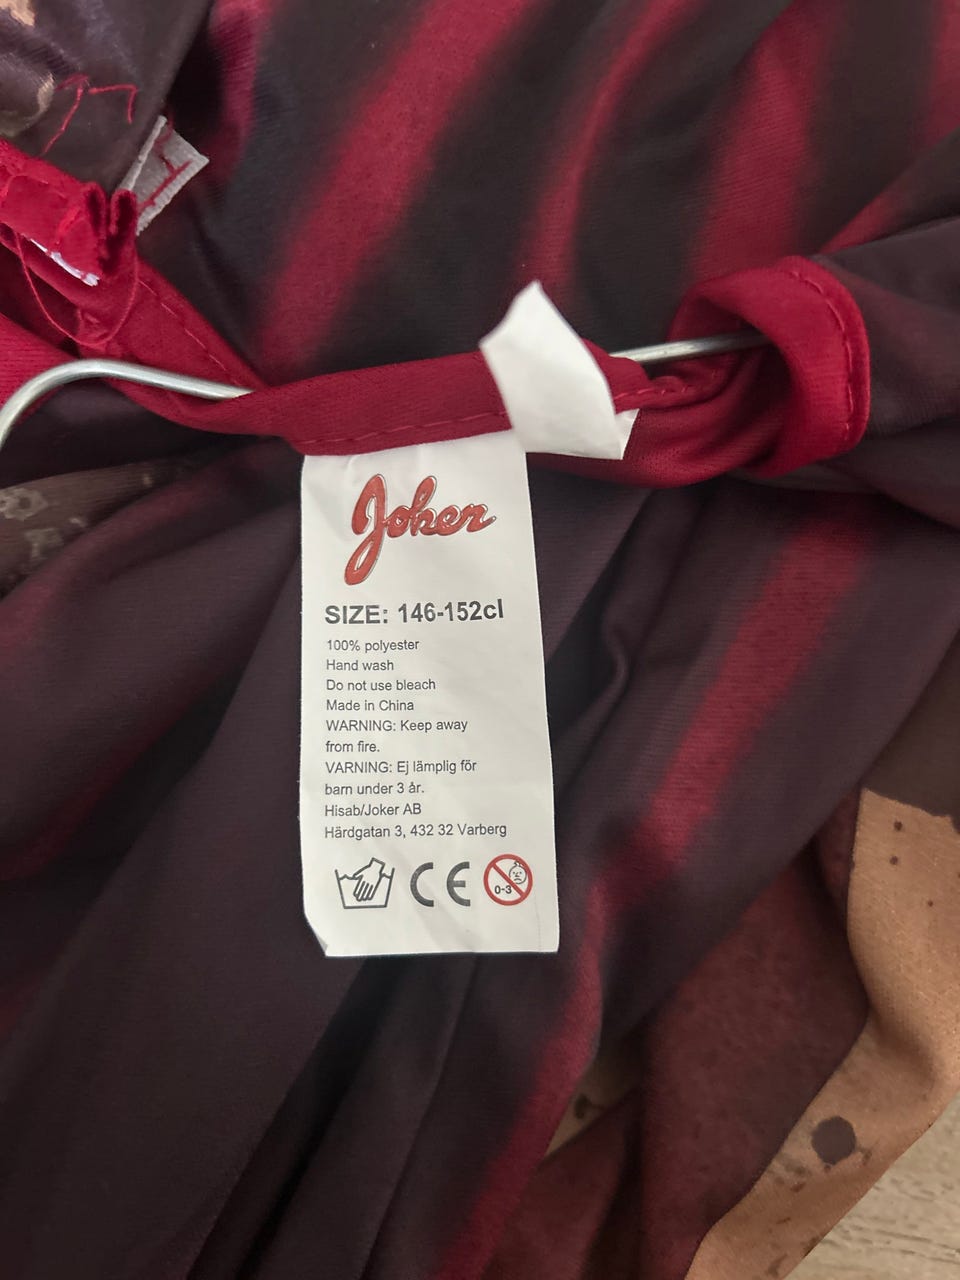 Joker
SIZE: 146-152cl
100% polyester
Hand wash
Do not use bleach
Made in China
WARNING: Keep away
from fire.
VARNING: Ej lämplig för
barn under 3 år.
Hisab/Joker AB
Härdgatan 3, 432 32 Varberg
CE
0-3